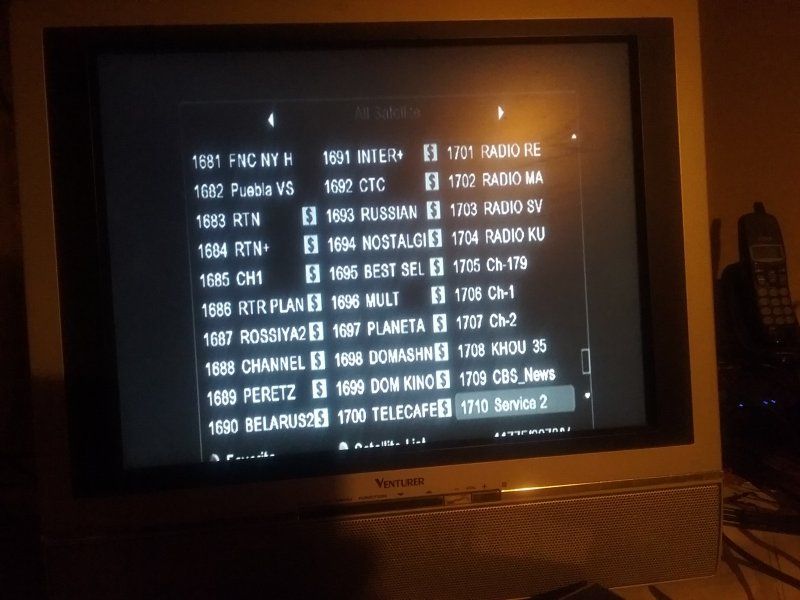 All Satellite
1681 FNC NY H
1682 Puebla VS
1683 RTN $
1684 RTN+ $
1685 CH1 $
1686 RTR PLAN $
1687 ROSSIYA2 $
1688 CHANNEL $
1689 PERETZ $
1690 BELARUS2 $
1691 INTER+ $
1692 CTC $
1693 RUSSIAN $
1694 NOSTALGI $
1695 BEST SEL $
1696 MULT $
1697 PLANETA $
1698 DOMASHN $
1699 DOM KINO $
1700 TELECAFE $
1701 RADIO RE
1702 RADIO MA
1703 RADIO SV
1704 RADIO KU
1705 Ch-179
1706 Ch-1
1707 Ch-2
1708 KHOU 35
1709 CBS_News
1710 Service 2
Favorite
Satellite List
VENTURER
FUNCTION